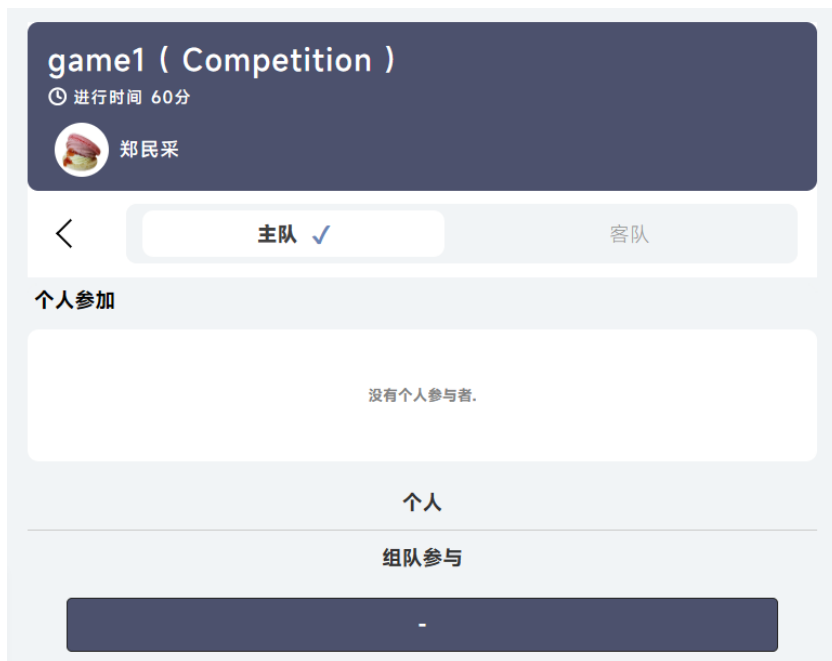 game1 ( Competition )
进行时间 60分
郑民采
主队 ✓ 客队
个人参加
没有个人参与者.
个人
组队参与
-